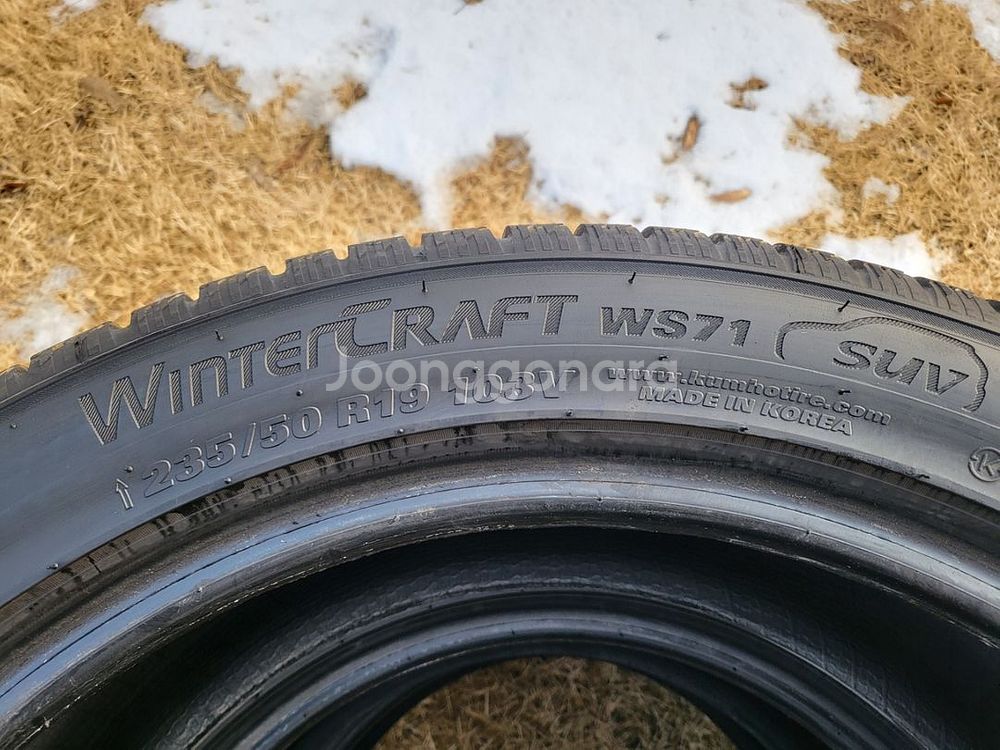 WINTERCRAFT WS71 SUV
Joonggonara
235/50 R19 103V
www.kumhotire.com
MADE IN KOREA
K